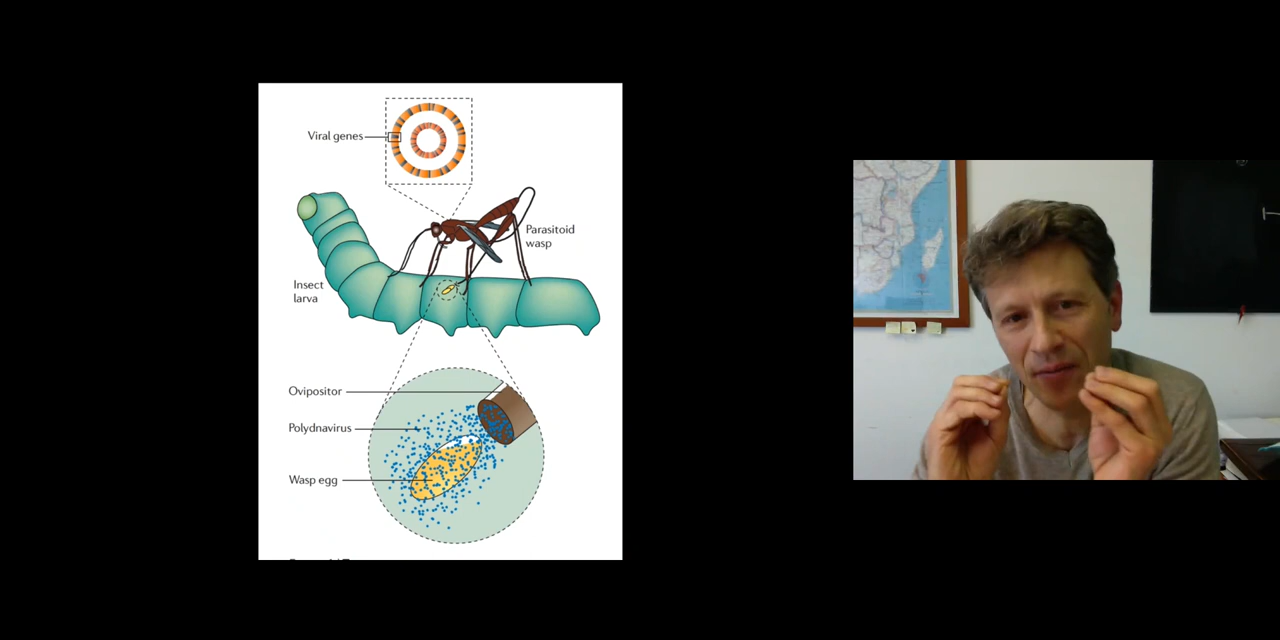 Viral genes
Parasitoid
wasp
Insect
larva
Ovipositor
Polydnavirus
Wasp egg